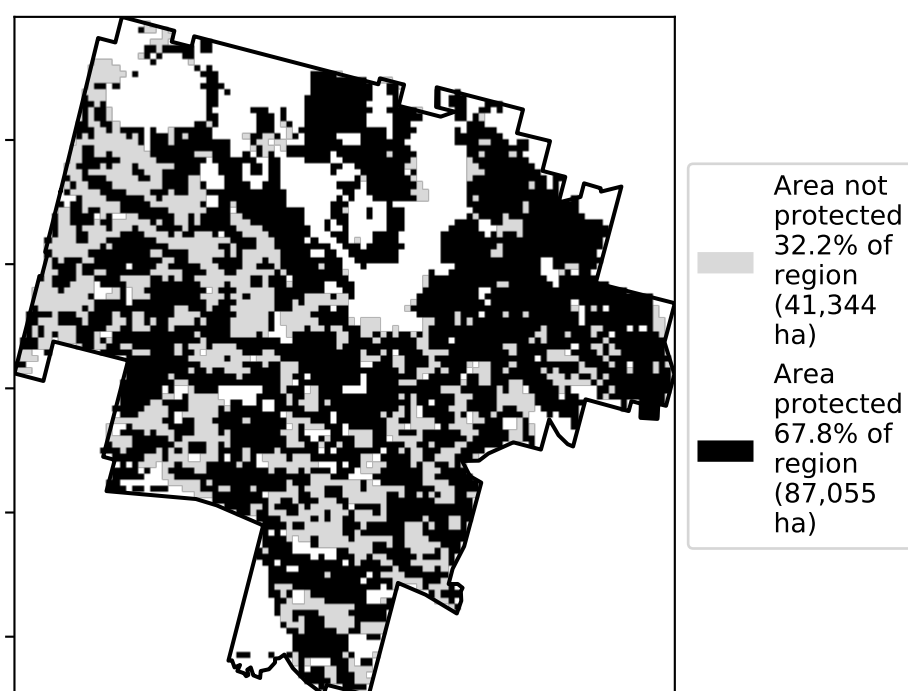 Area not
protected
32.2% of
region
(41,344
ha)
Area
protected
67.8% of
region
(87,055
ha)